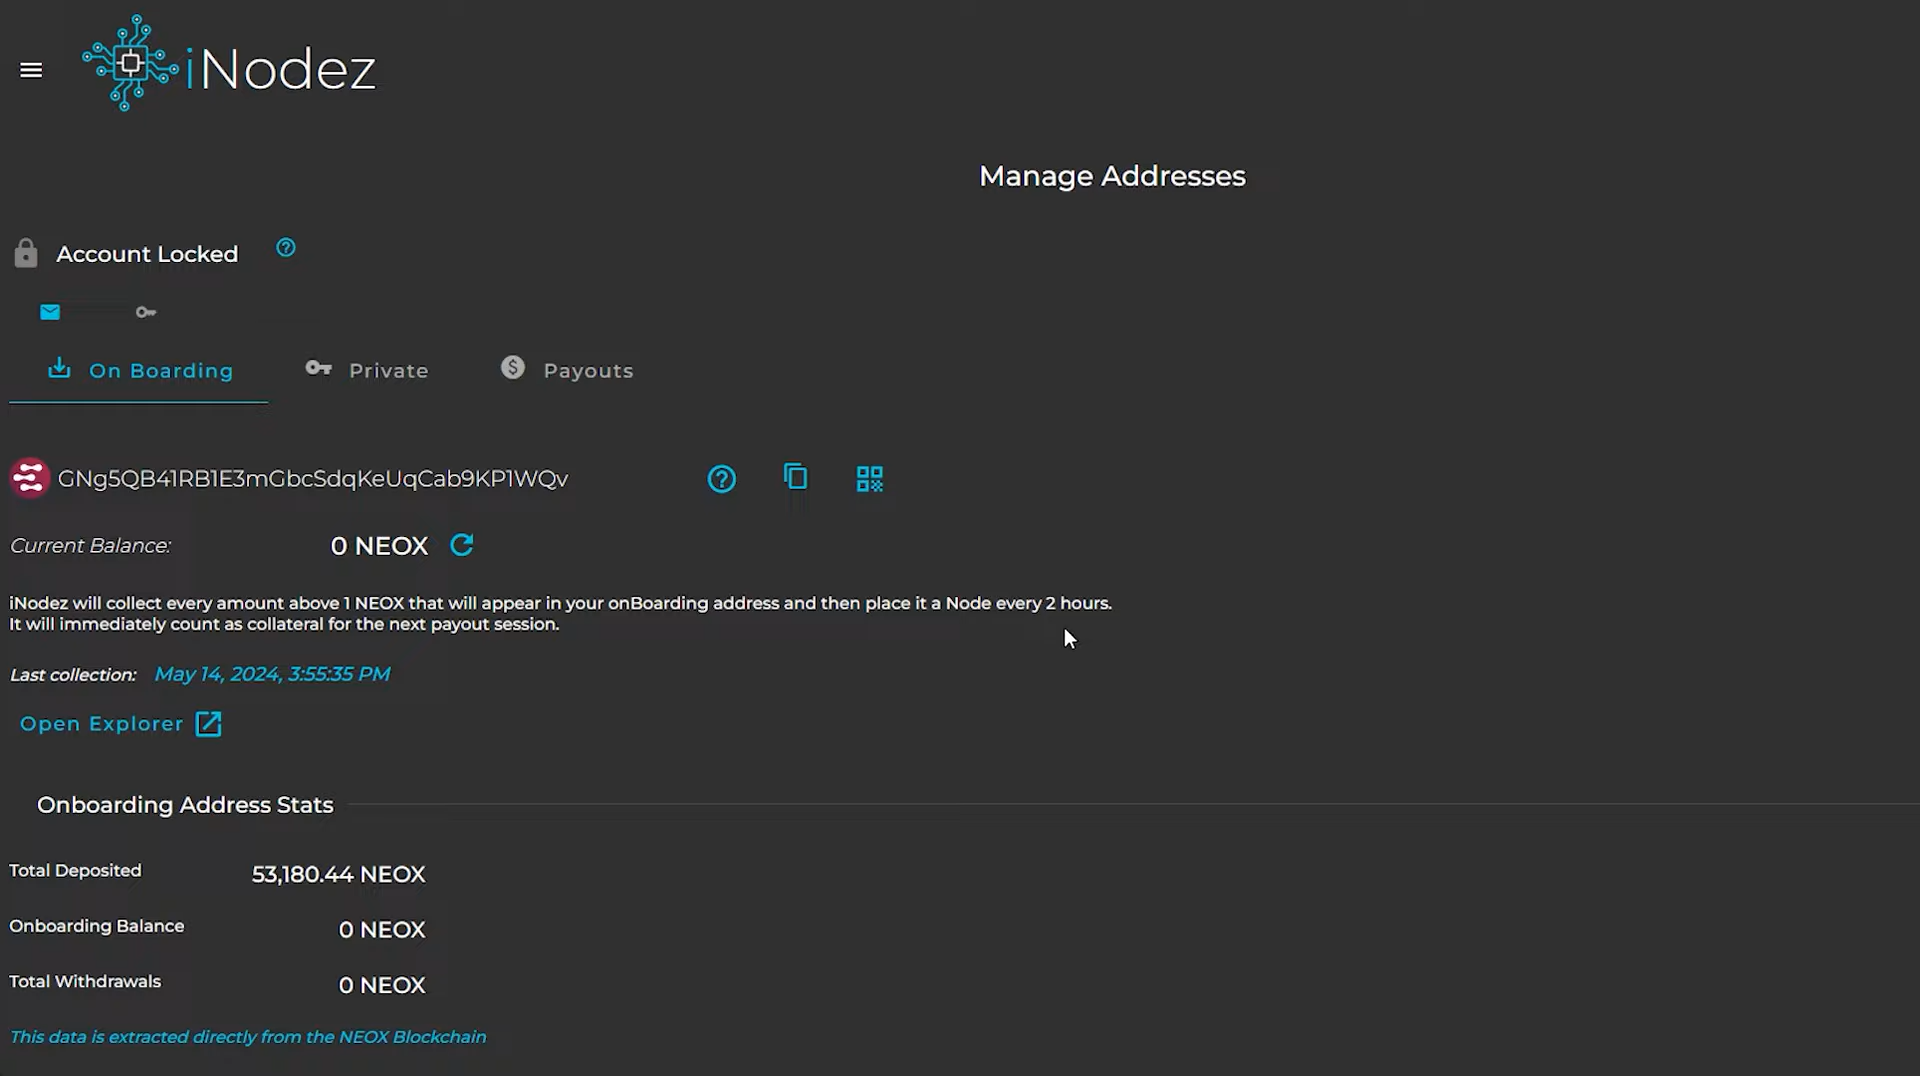 iNodez
Manage Addresses
Account Locked
On Boarding
Private
Payouts
GNg5QB41RB1E3mGbcSdqKeUqCab9KP1WQv
Current Balance:
0 NEOX
iNodez will collect every amount above 1 NEOX that will appear in your onBoarding address and then place it a Node every 2 hours.
It will immediately count as collateral for the next payout session.
Last collection: May 14, 2024, 3:55:35 PM
Open Explorer
Onboarding Address Stats
Total Deposited 53,180.44 NEOX
Onboarding Balance 0 NEOX
Total Withdrawals 0 NEOX
This data is extracted directly from the NEOX Blockchain